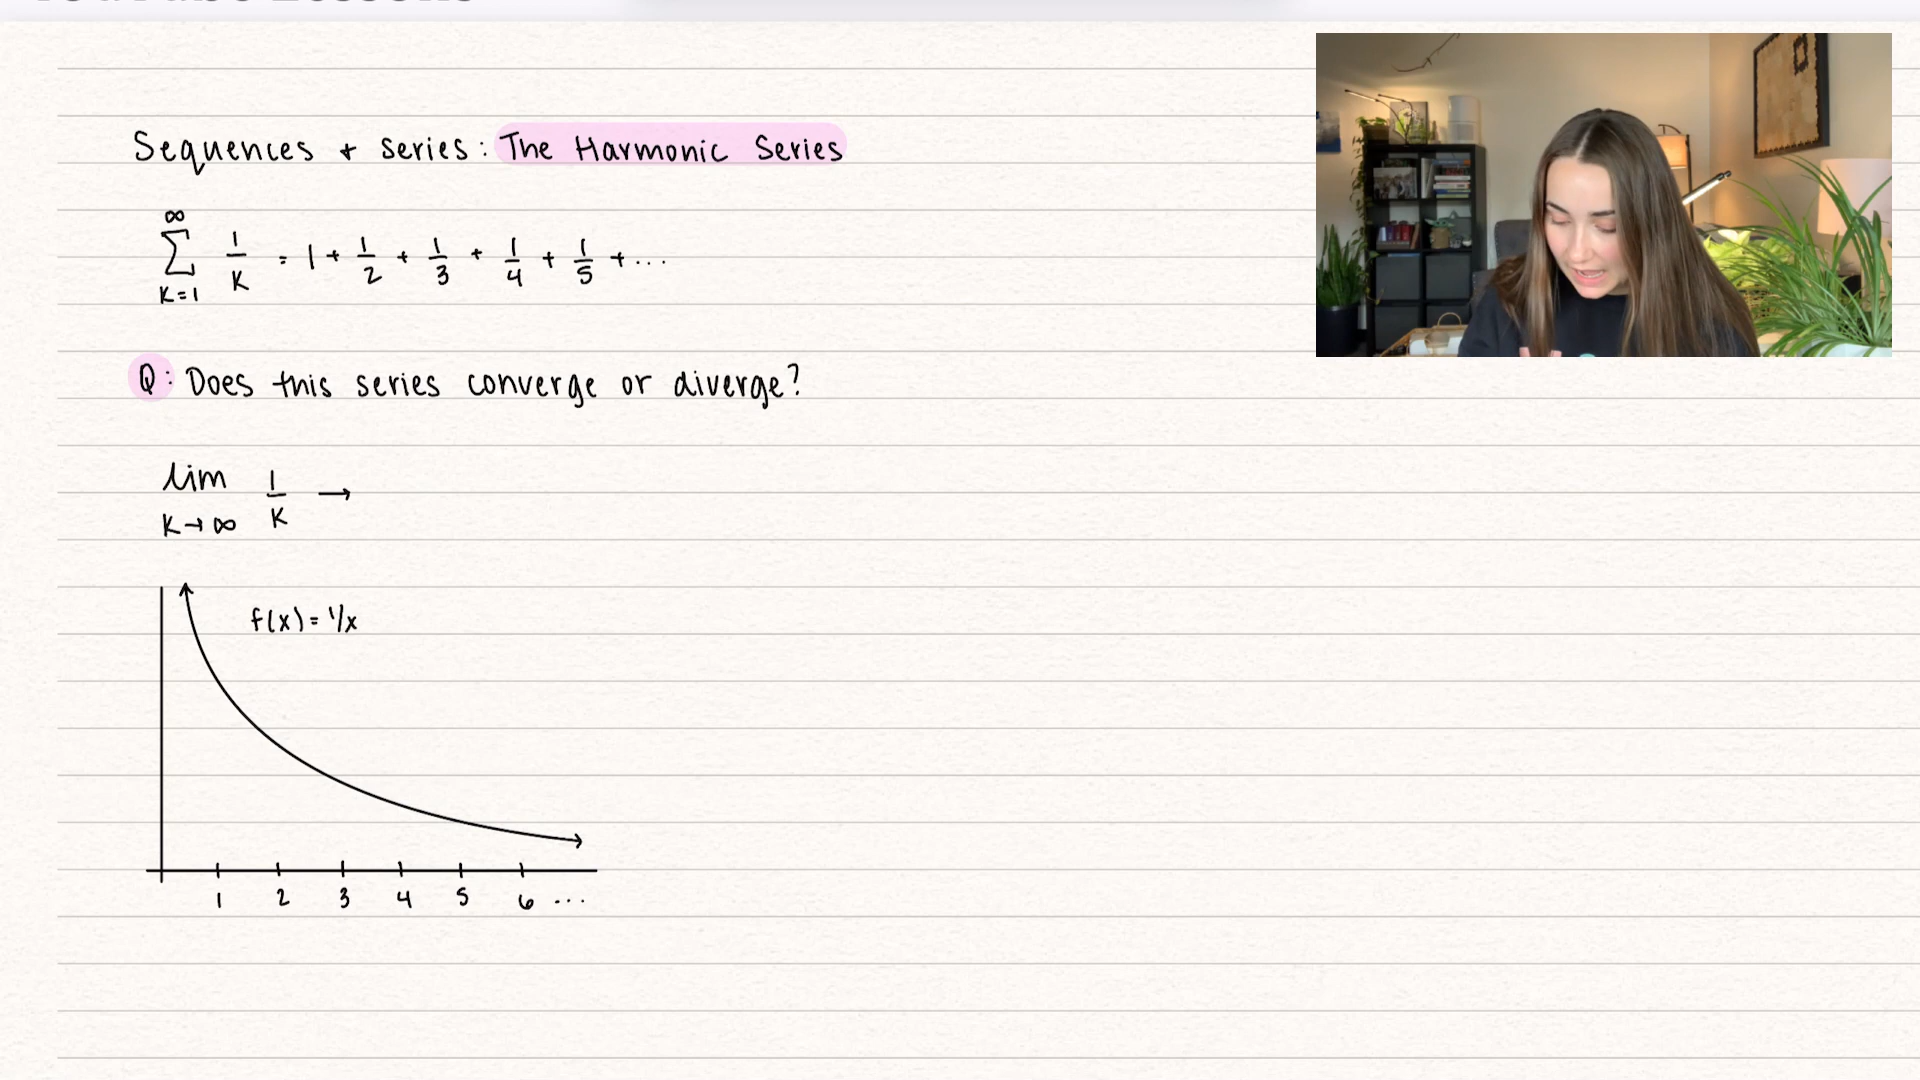 Sequences + series: The Harmonic Series
∞
∑ 1/K = 1 + 1/2 + 1/3 + 1/4 + 1/5 + ...
K=1
Q: Does this series converge or diverge?
lim 1/K →
K→∞
f(x) = 1/x
1 2 3 4 5 6 ...